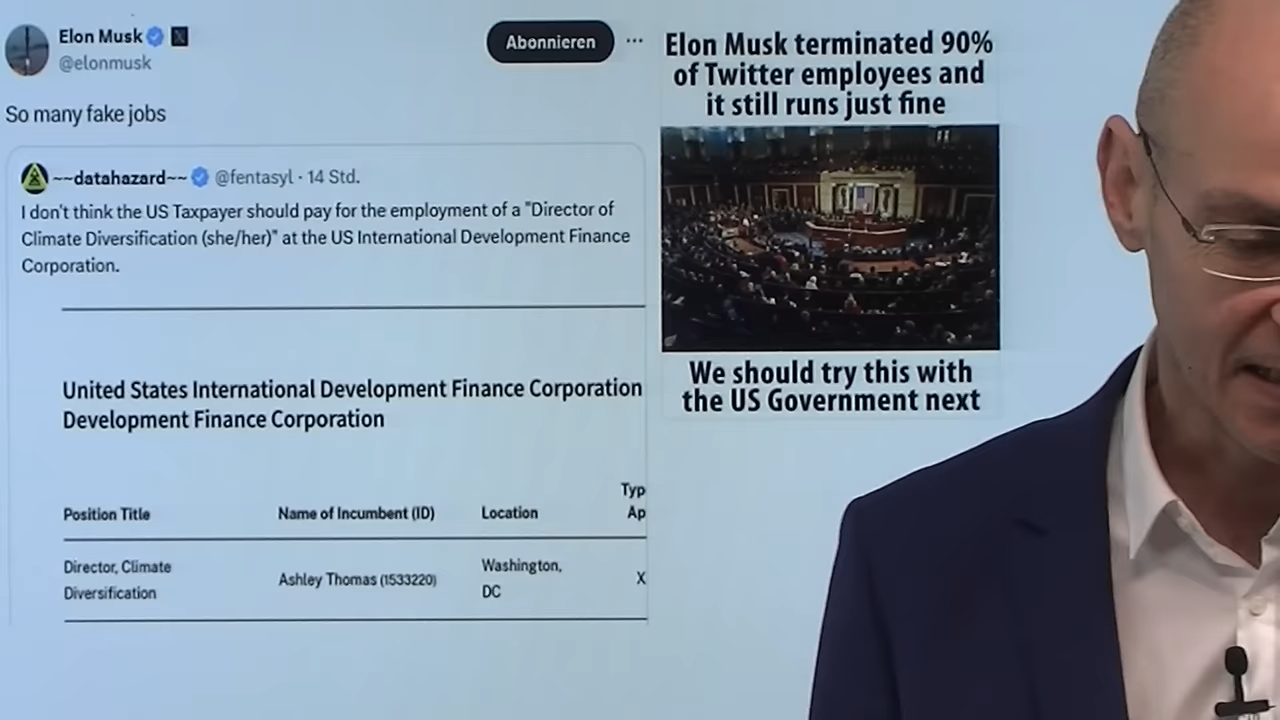 Elon Musk
@elonmusk
Abonnieren
So many fake jobs
~~datahazard~~ @fentasyl · 14 Std.
I don't think the US Taxpayer should pay for the employment of a "Director of
Climate Diversification (she/her)" at the US International Development Finance
Corporation.
United States International Development Finance Corporation
Development Finance Corporation
Typ
Position Title Name of Incumbent (ID) Location Ap
Director, Climate
Diversification
Ashley Thomas (1533220)
Washington,
DC
X
Elon Musk terminated 90%
of Twitter employees and
it still runs just fine
We should try this with
the US Government next